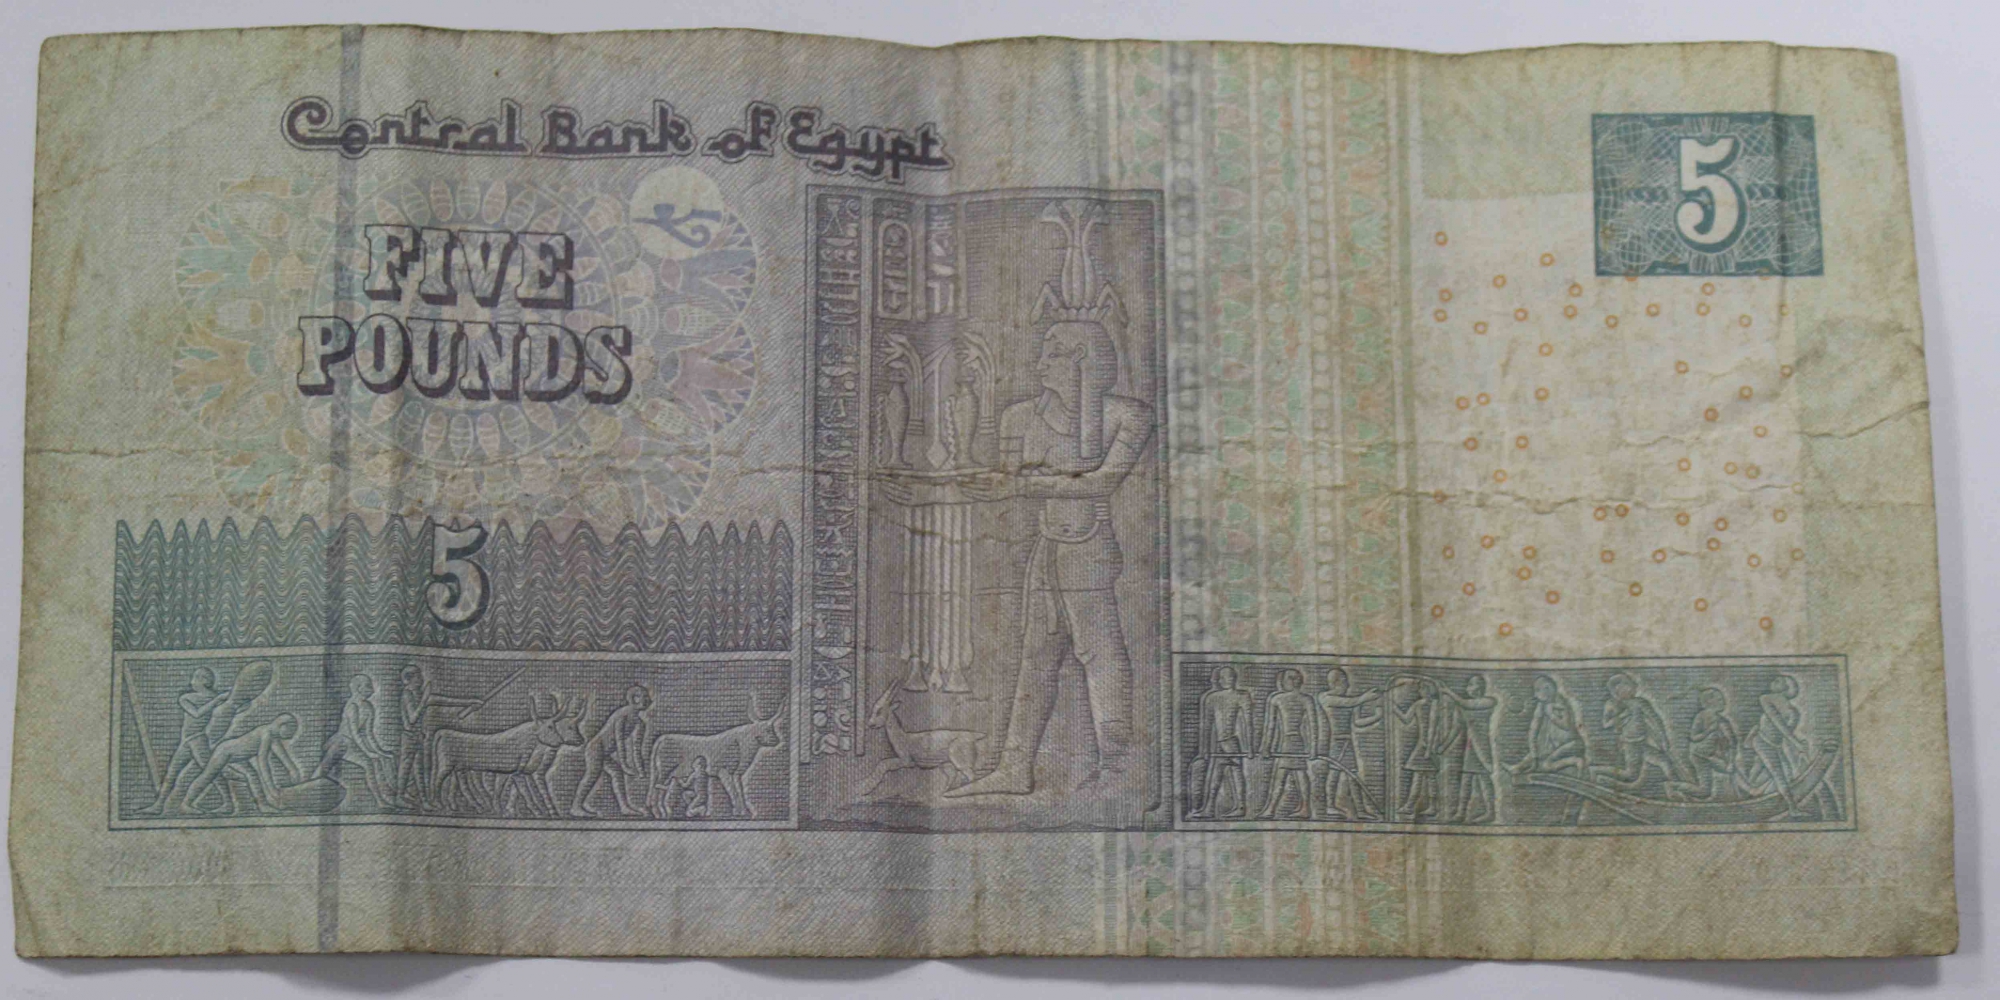 Central Bank of Egypt
5
FIVE
POUNDS
5